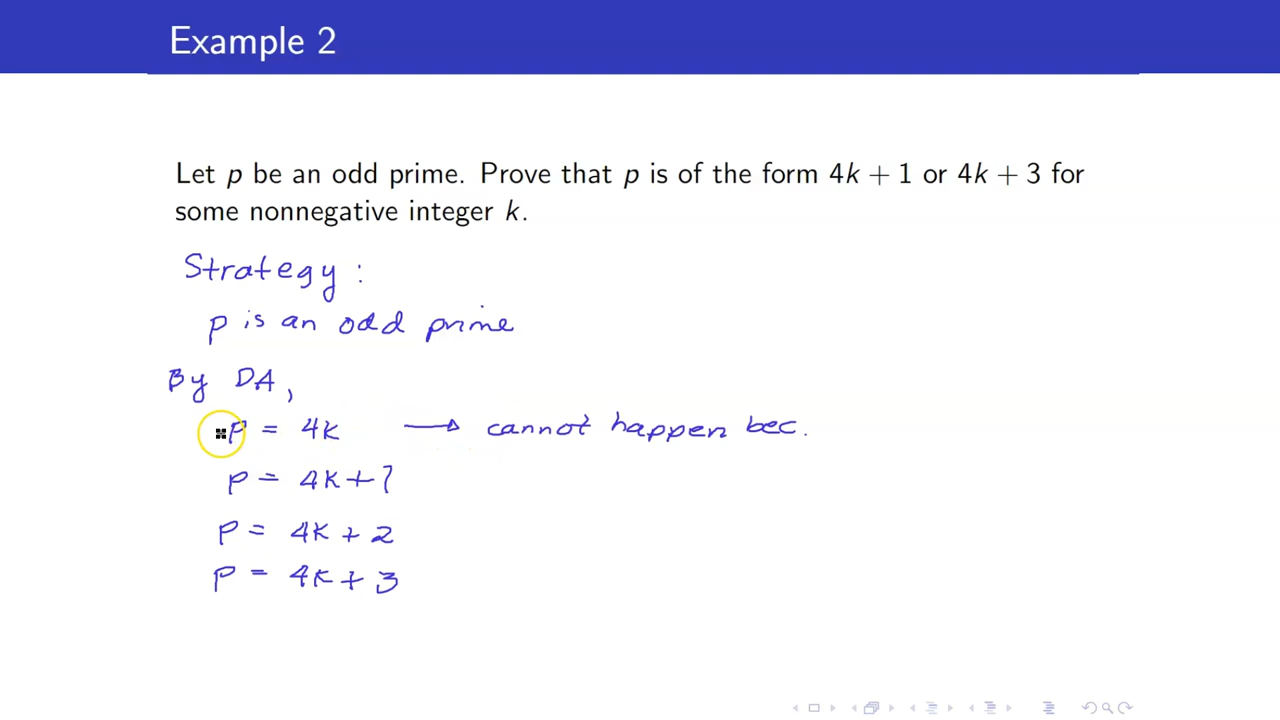 Example 2
Let p be an odd prime. Prove that p is of the form 4k + 1 or 4k + 3 for
some nonnegative integer k.
Strategy :
p is an odd prime
By DA,
p = 4k → cannot happen bec.
p = 4k + 1
p = 4k + 2
p = 4k + 3